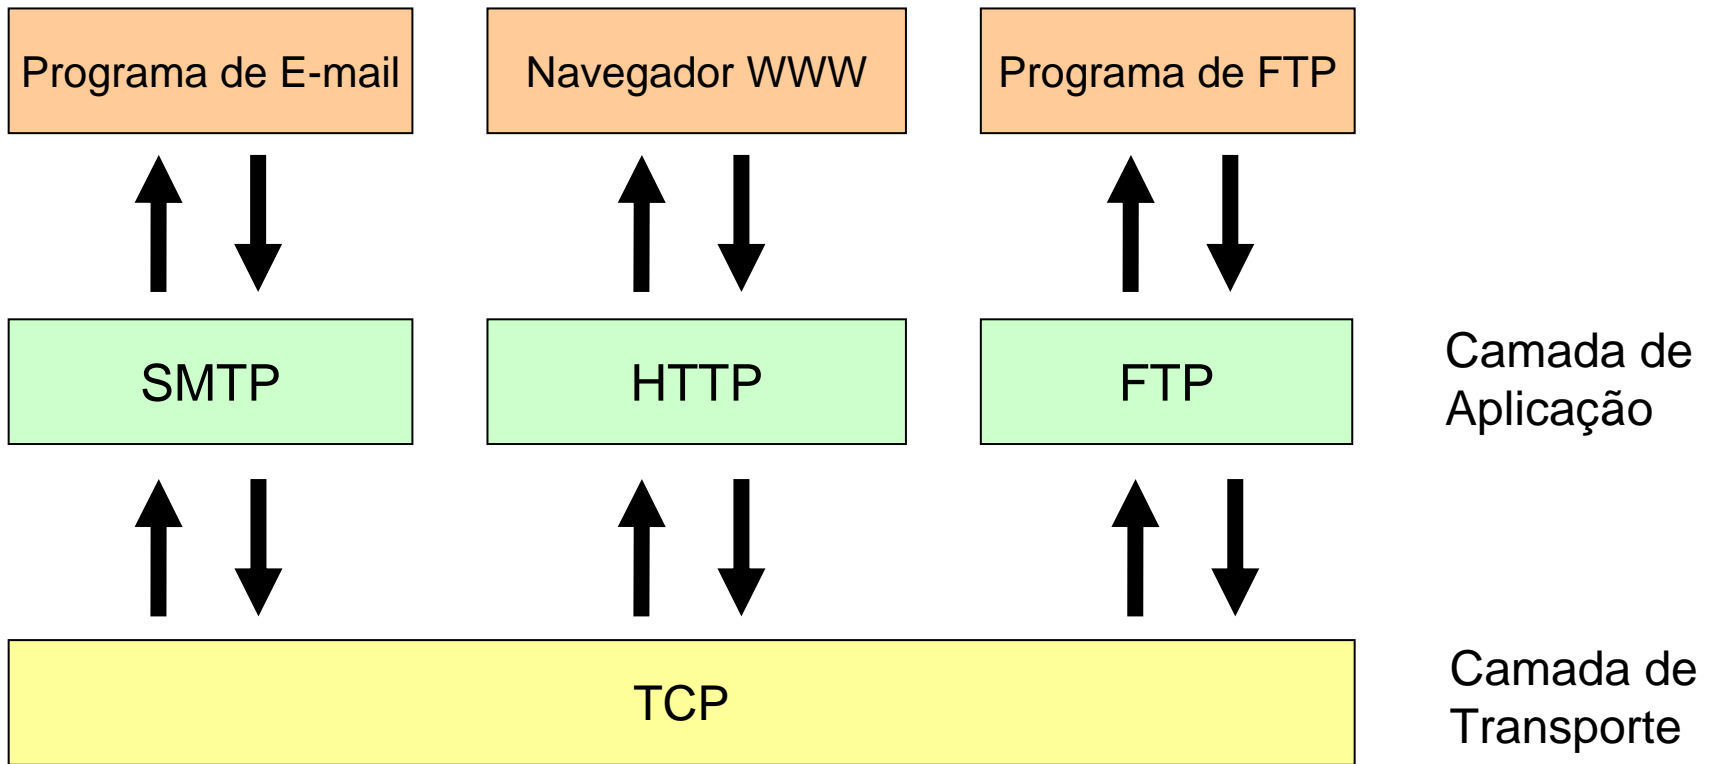 Programa de E-mail
Navegador WWW
Programa de FTP
SMTP
HTTP
FTP
Camada de
Aplicação
TCP
Camada de
Transporte